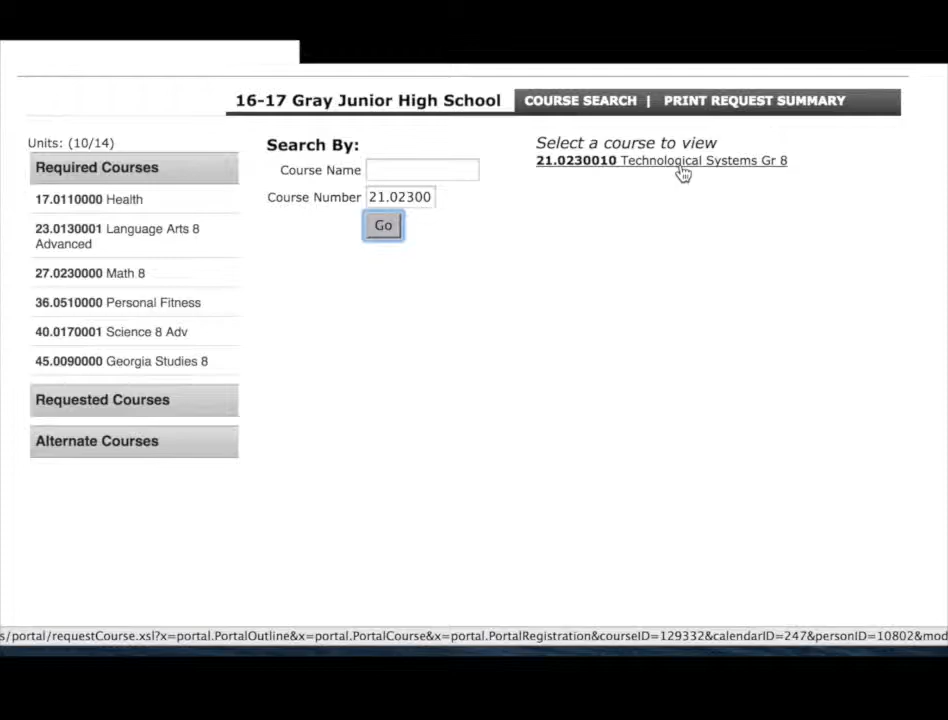 16-17 Gray Junior High School
COURSE SEARCH | PRINT REQUEST SUMMARY
Units: (10/14)
Required Courses
17.0110000 Health
23.0130001 Language Arts 8
Advanced
27.0230000 Math 8
36.0510000 Personal Fitness
40.0170001 Science 8 Adv
45.0090000 Georgia Studies 8
Requested Courses
Alternate Courses
Search By:
Course Name
Course Number 21.02300
Go
Select a course to view
21.0230010 Technological Systems Gr 8
s/portal/requestCourse.xsl?x=portal.PortalOutline&x=portal.PortalCourse&x=portal.PortalRegistration&courseID=129332&calendarID=247&personID=10802&mod